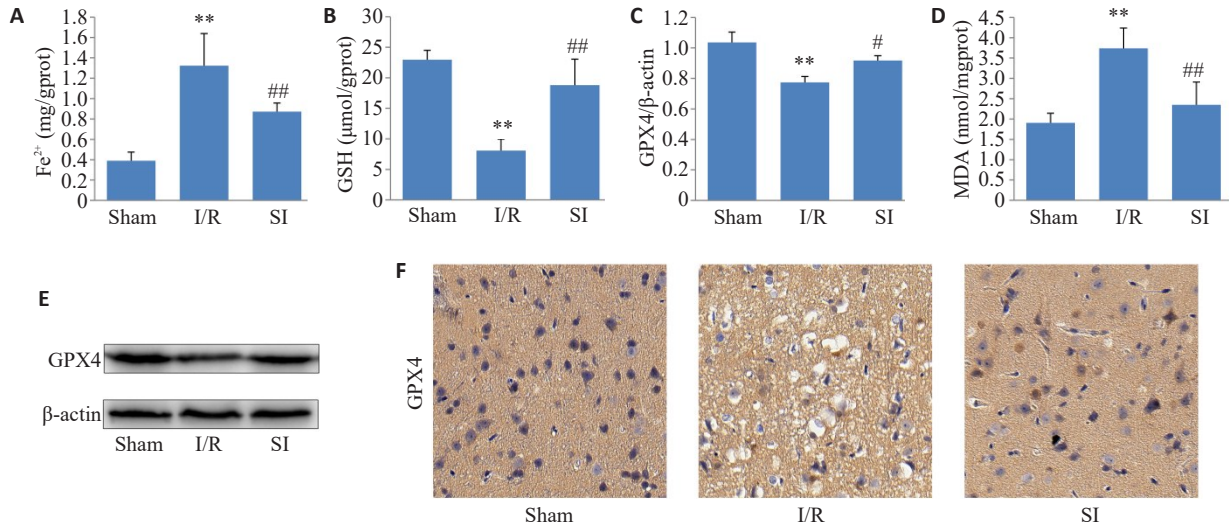 A
Fe²⁺ (mg/gprot)
1.8
1.6
1.4
1.2
1.0
0.8
0.6
0.4
0.2
**
##
Sham I/R SI
B
GSH (μmol/gprot)
30
25
20
15
10
5
0
**
##
Sham I/R SI
C
GPX4/β-actin
1.2
1
0.8
0.6
0.4
0.2
0
**
#
Sham I/R SI
D
MDA (nmol/mgprot)
4.5
4.0
3.5
3.0
2.5
2.0
1.5
1.0
0.5
0
**
##
Sham I/R SI
E
GPX4
β-actin
Sham I/R SI
F
GPX4
Sham I/R SI